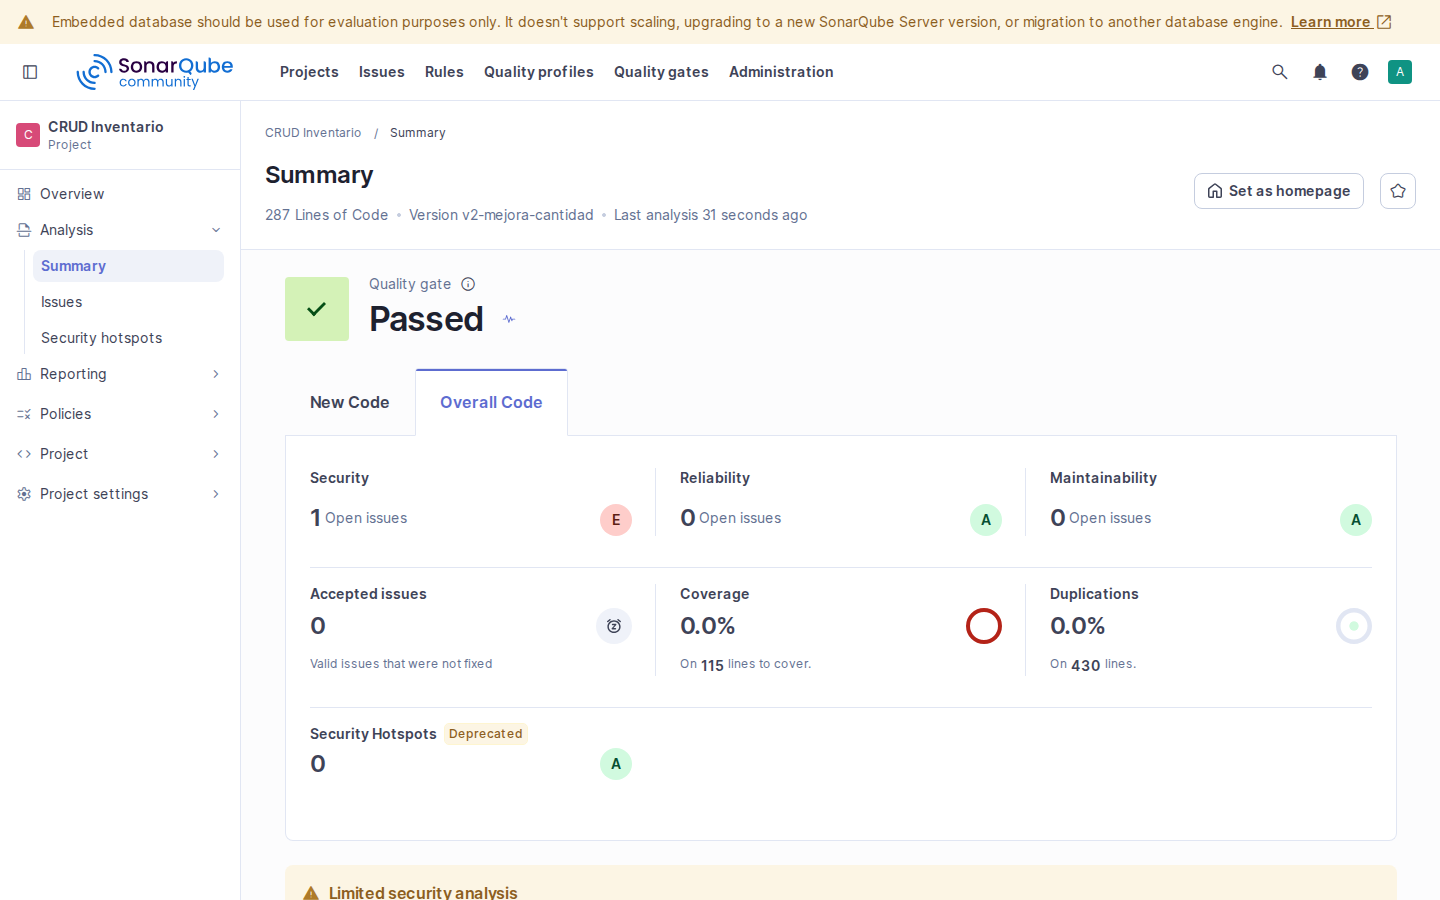 Embedded database should be used for evaluation purposes only. It doesn't support scaling, upgrading to a new SonarQube Server version, or migration to another database engine. Learn more
SonarQube community
Projects Issues Rules Quality profiles Quality gates Administration
? A
C CRUD Inventario
Project
Overview
Analysis
Summary
Issues
Security hotspots
Reporting
Policies
Project
Project settings
CRUD Inventario / Summary
Summary
Set as homepage
287 Lines of Code • Version v2-mejora-cantidad • Last analysis 31 seconds ago
Quality gate
Passed
New Code Overall Code
Security
1 Open issues E
Reliability
0 Open issues A
Maintainability
0 Open issues A
Accepted issues
0
Valid issues that were not fixed
Coverage
0.0%
On 115 lines to cover.
Duplications
0.0%
On 430 lines.
Security Hotspots Deprecated
0 A
Limited security analysis